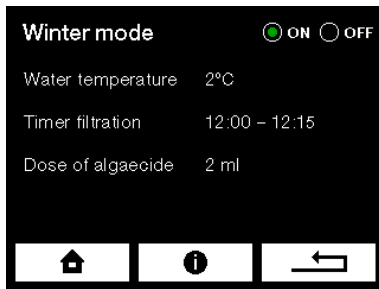 Winter mode ON OFF
Water temperature 2°C
Timer filtration 12:00 – 12:15
Dose of algaecide 2 ml